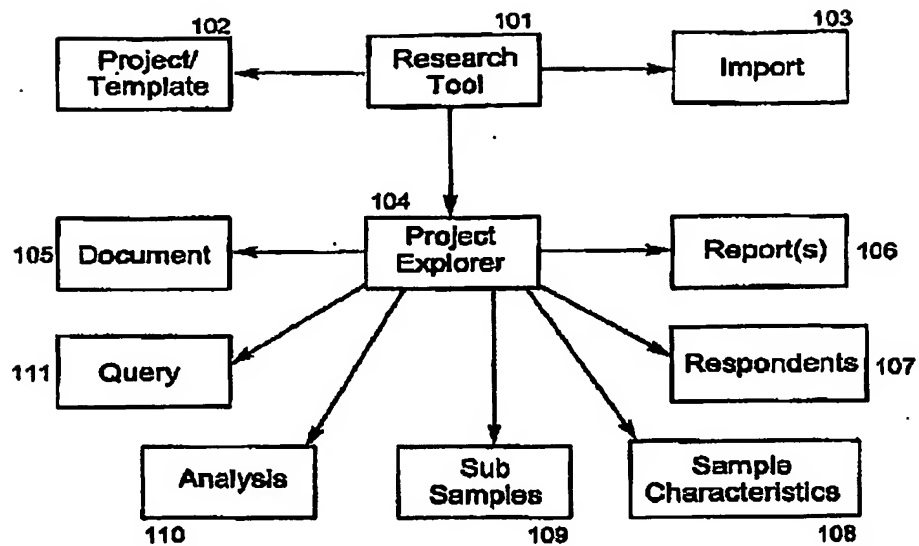 102
101
103
Project/
Template
Research
Tool
Import
104
105
Document
Project
Explorer
Report(s)
106
111
Query
Respondents
107
Analysis
Sub
Samples
Sample
Characteristics
110
109
108